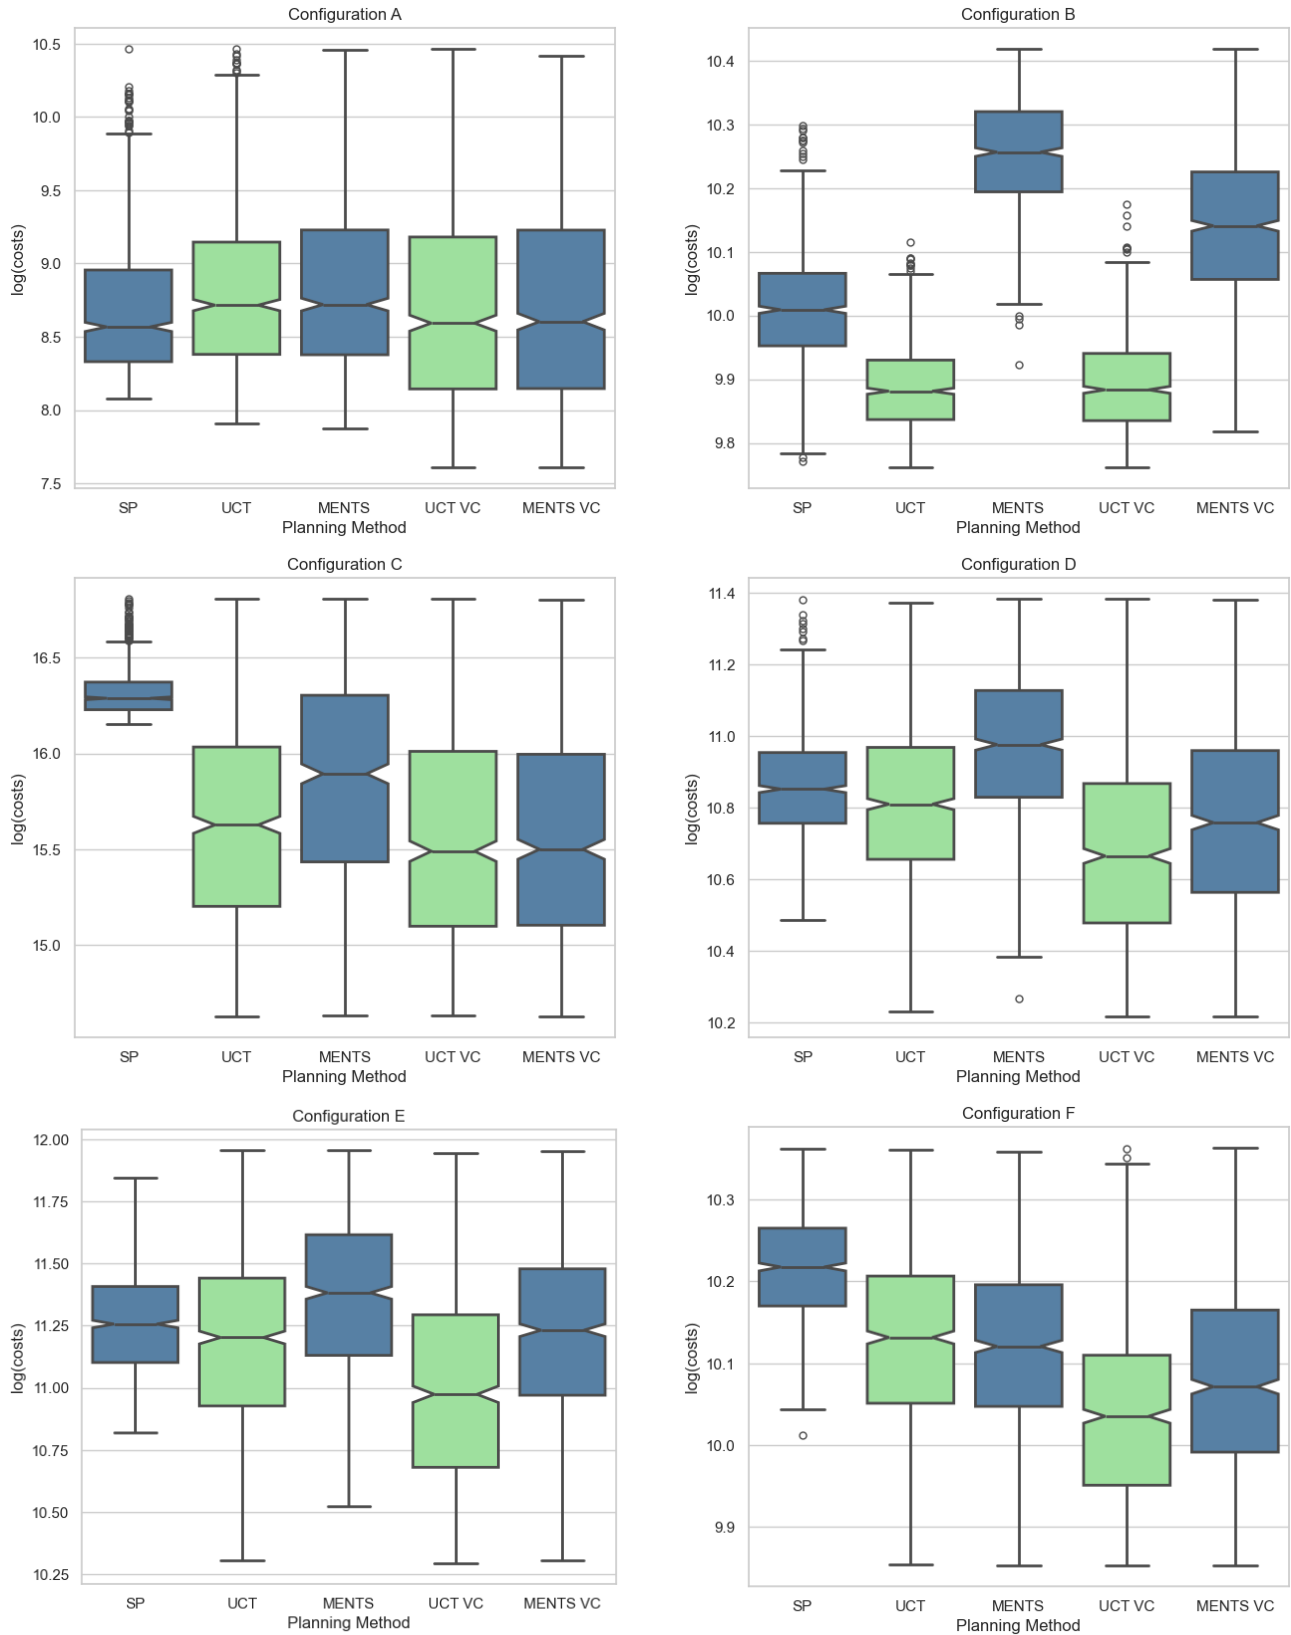 Configuration A
log(costs)
10.5
10.0
9.5
9.0
8.5
8.0
7.5
SP UCT MENTS UCT VC MENTS VC
Planning Method
Configuration B
log(costs)
10.4
10.3
10.2
10.1
10.0
9.9
9.8
SP UCT MENTS UCT VC MENTS VC
Planning Method
Configuration C
log(costs)
16.5
16.0
15.5
15.0
SP UCT MENTS UCT VC MENTS VC
Planning Method
Configuration D
log(costs)
11.4
11.2
11.0
10.8
10.6
10.4
10.2
SP UCT MENTS UCT VC MENTS VC
Planning Method
Configuration E
log(costs)
12.00
11.75
11.50
11.25
11.00
10.75
10.50
10.25
SP UCT MENTS UCT VC MENTS VC
Planning Method
Configuration F
log(costs)
10.3
10.2
10.1
10.0
9.9
SP UCT MENTS UCT VC MENTS VC
Planning Method